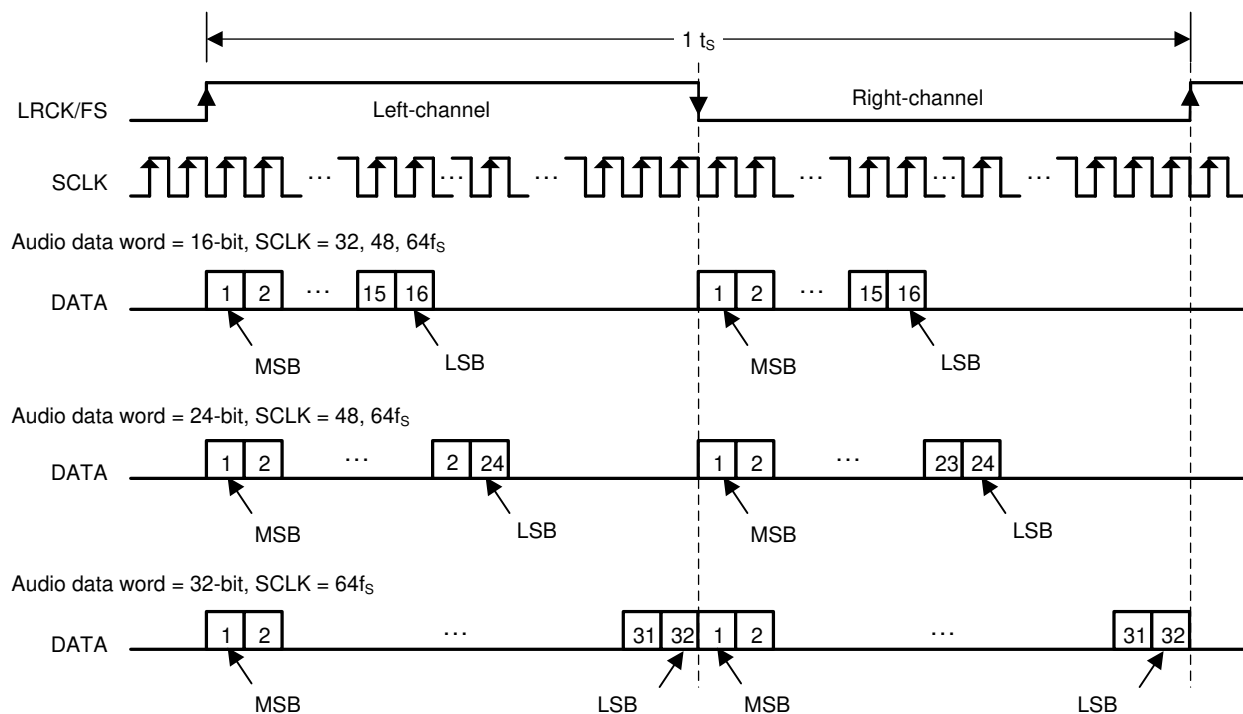 1 tS
LRCK/FS
Left-channel
Right-channel
SCLK
... ... ... ... ... ...
Audio data word = 16-bit, SCLK = 32, 48, 64fS
DATA
1 2 ... 15 16 1 2 ... 15 16
MSB LSB MSB LSB
Audio data word = 24-bit, SCLK = 48, 64fS
DATA
1 2 ... 2 24 1 2 ... 23 24
MSB LSB MSB LSB
Audio data word = 32-bit, SCLK = 64fS
DATA
1 2 ... 31 32 1 2 ... 31 32
MSB LSB MSB LSB